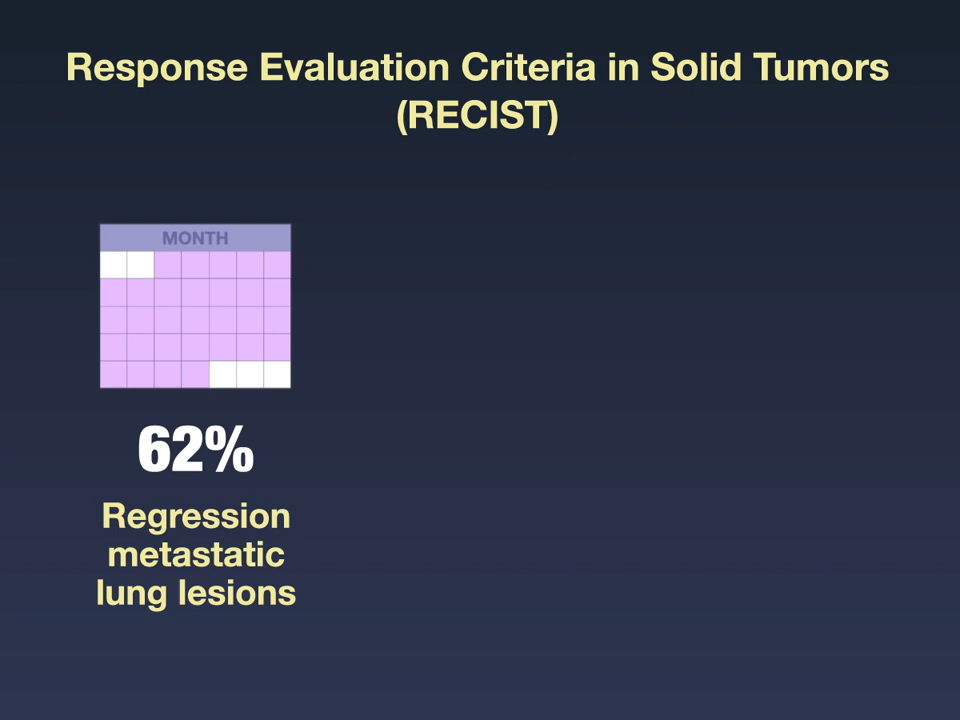 Response Evaluation Criteria in Solid Tumors
(RECIST)
MONTH
62%
Regression
metastatic
lung lesions